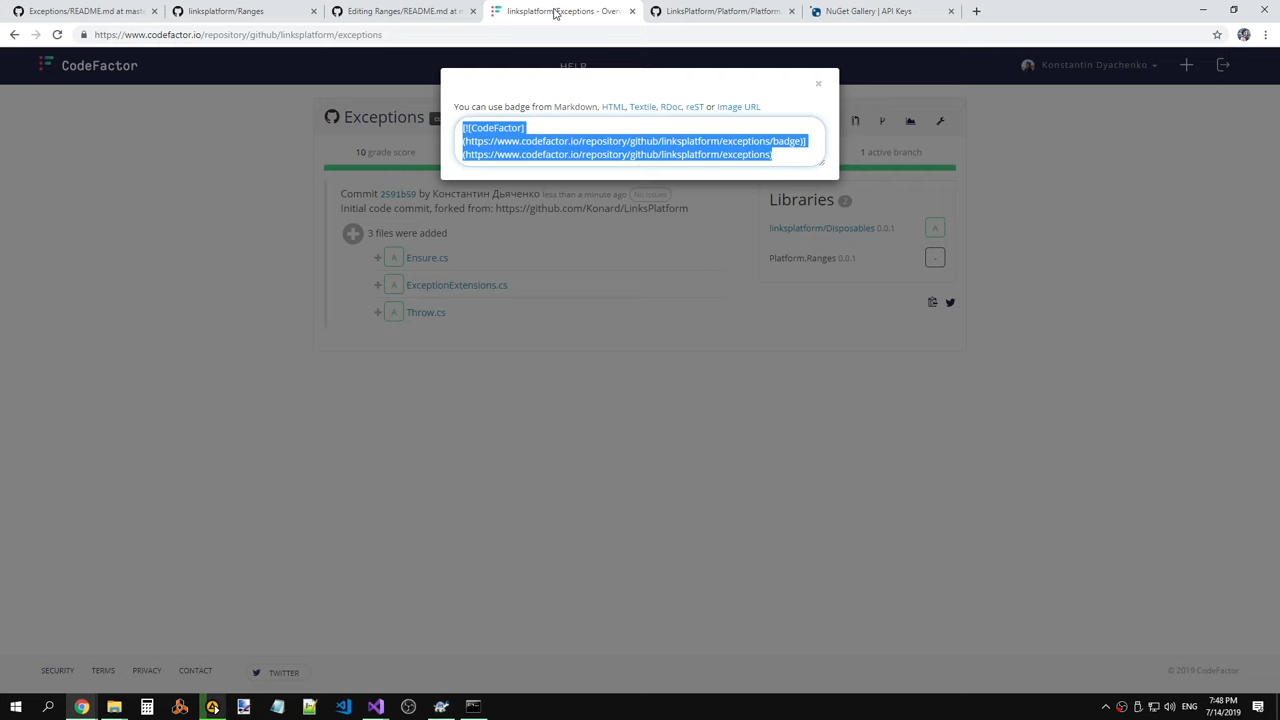 Exceptions/README.md at maste
linksplatform/Ranges
Editing Ranges/README.md at m
linksplatform/exceptions - Over
LinksPlatform/Platform/Platform.
NuGet Gallery | API Keys
https://www.codefactor.io/repository/github/linksplatform/exceptions
CodeFactor
HELP
Konstantin Dyachenko
×
You can use badge from Markdown, HTML, Textile, RDoc, reST or Image URL
[![CodeFactor]
(https://www.codefactor.io/repository/github/linksplatform/exceptions/badge)]
(https://www.codefactor.io/repository/github/linksplatform/exceptions)
Exceptions
10 grade score
1 active branch
Commit 2591b59 by Константин Дьяченко less than a minute ago No issues
Initial code commit, forked from: https://github.com/Konard/LinksPlatform
3 files were added
A Ensure.cs
A ExceptionExtensions.cs
A Throw.cs
Libraries 2
linksplatform/Disposables 0.0.1 A
Platform.Ranges 0.0.1 -
SECURITY
TERMS
PRIVACY
CONTACT
TWITTER
© 2019 CodeFactor
7:48 PM
7/14/2019